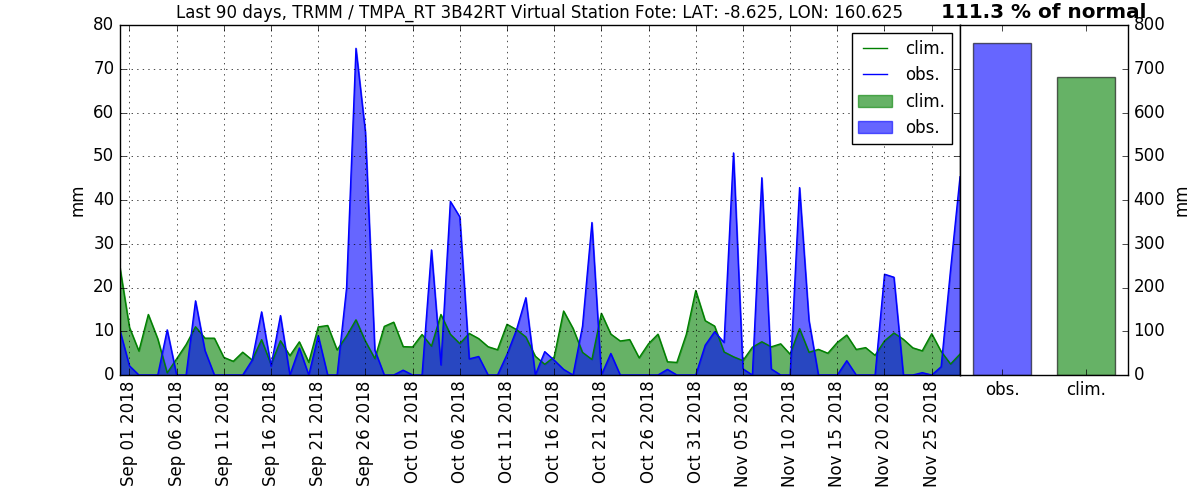 Last 90 days, TRMM / TMPA_RT 3B42RT Virtual Station Fote: LAT: -8.625, LON: 160.625
111.3 % of normal
clim.
obs.
clim.
obs.
80
70
60
50
40
30
20
10
0
mm
Sep 01 2018
Sep 06 2018
Sep 11 2018
Sep 16 2018
Sep 21 2018
Sep 26 2018
Oct 01 2018
Oct 06 2018
Oct 11 2018
Oct 16 2018
Oct 21 2018
Oct 26 2018
Oct 31 2018
Nov 05 2018
Nov 10 2018
Nov 15 2018
Nov 20 2018
Nov 25 2018
obs.
clim.
800
700
600
500
400
300
200
100
0
mm